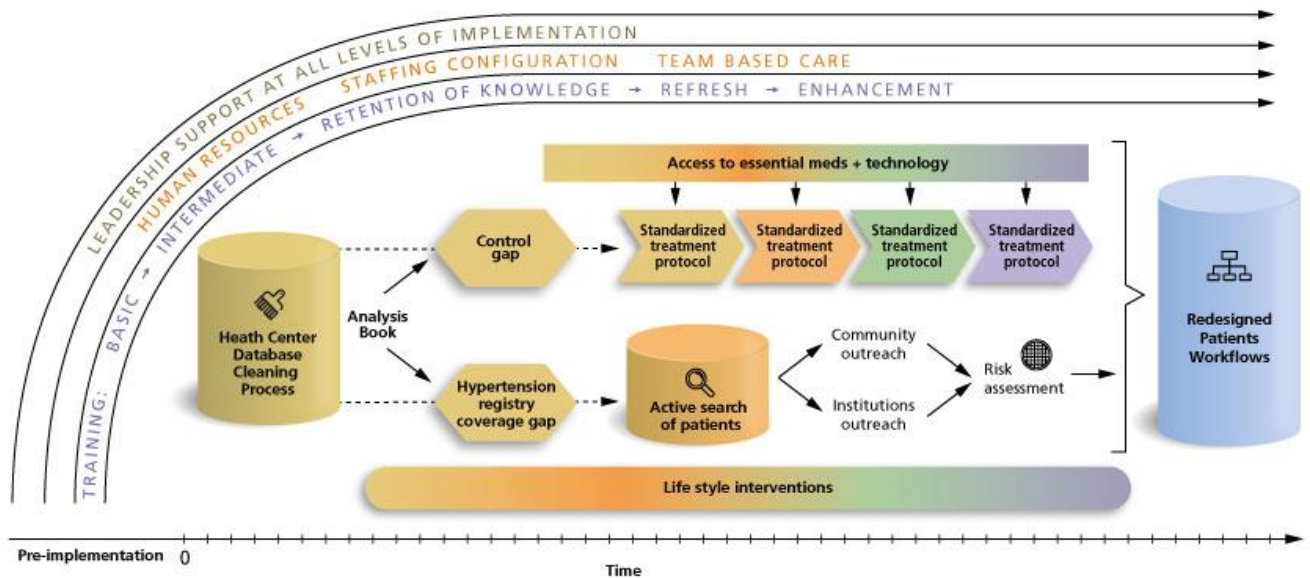 LEADERSHIP SUPPORT AT ALL LEVELS OF IMPLEMENTATION
HUMAN RESOURCES STAFFING CONFIGURATION TEAM BASED CARE
TRAINING: BASIC → INTERMEDIATE → RETENTION OF KNOWLEDGE → REFRESH → ENHANCEMENT
Access to essential meds + technology
Control
gap
Standardized
treatment
protocol
Standardized
treatment
protocol
Standardized
treatment
protocol
Standardized
treatment
protocol
Heath Center
Database
Cleaning
Process
Analysis
Book
Hypertension
registry
coverage gap
Active search
of patients
Community
outreach
Institutions
outreach
Risk
assessment
Redesigned
Patients
Workflows
Life style interventions
Pre-implementation 0
Time